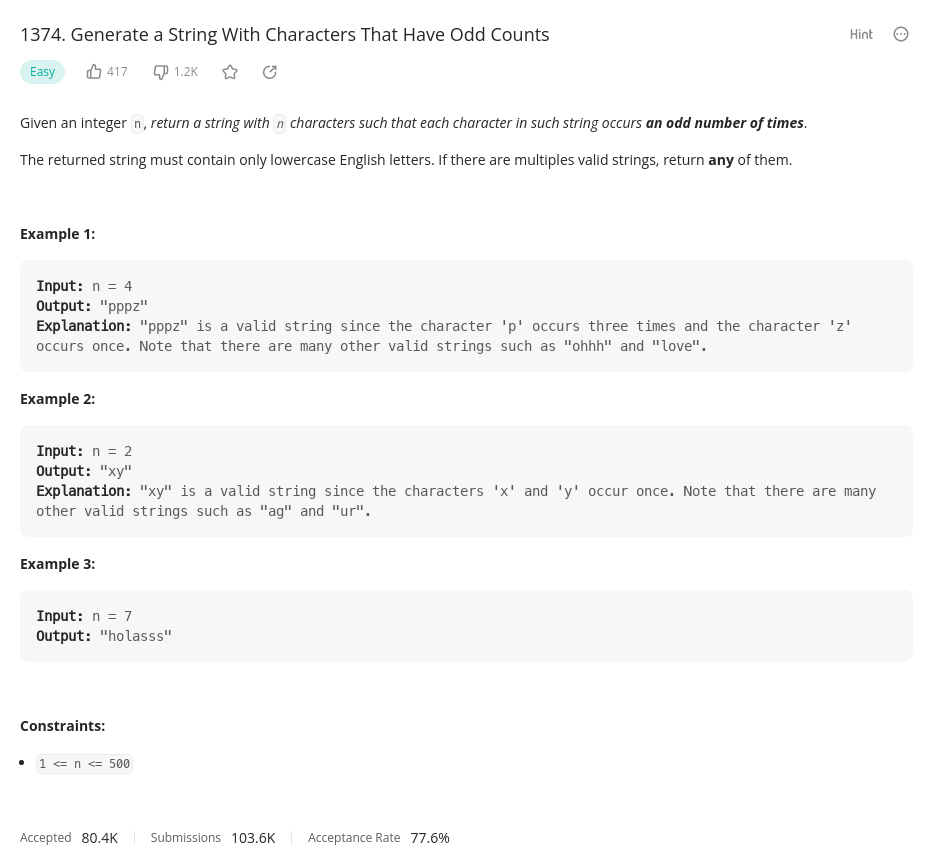 1374. Generate a String With Characters That Have Odd Counts
Hint
Easy 417 1.2K
Given an integer n, return a string with n characters such that each character in such string occurs an odd number of times.
The returned string must contain only lowercase English letters. If there are multiples valid strings, return any of them.
Example 1:
Input: n = 4
Output: "pppz"
Explanation: "pppz" is a valid string since the character 'p' occurs three times and the character 'z'
occurs once. Note that there are many other valid strings such as "ohhh" and "love".
Example 2:
Input: n = 2
Output: "xy"
Explanation: "xy" is a valid string since the characters 'x' and 'y' occur once. Note that there are many
other valid strings such as "ag" and "ur".
Example 3:
Input: n = 7
Output: "holasss"
Constraints:
• 1 <= n <= 500
Accepted 80.4K Submissions 103.6K Acceptance Rate 77.6%